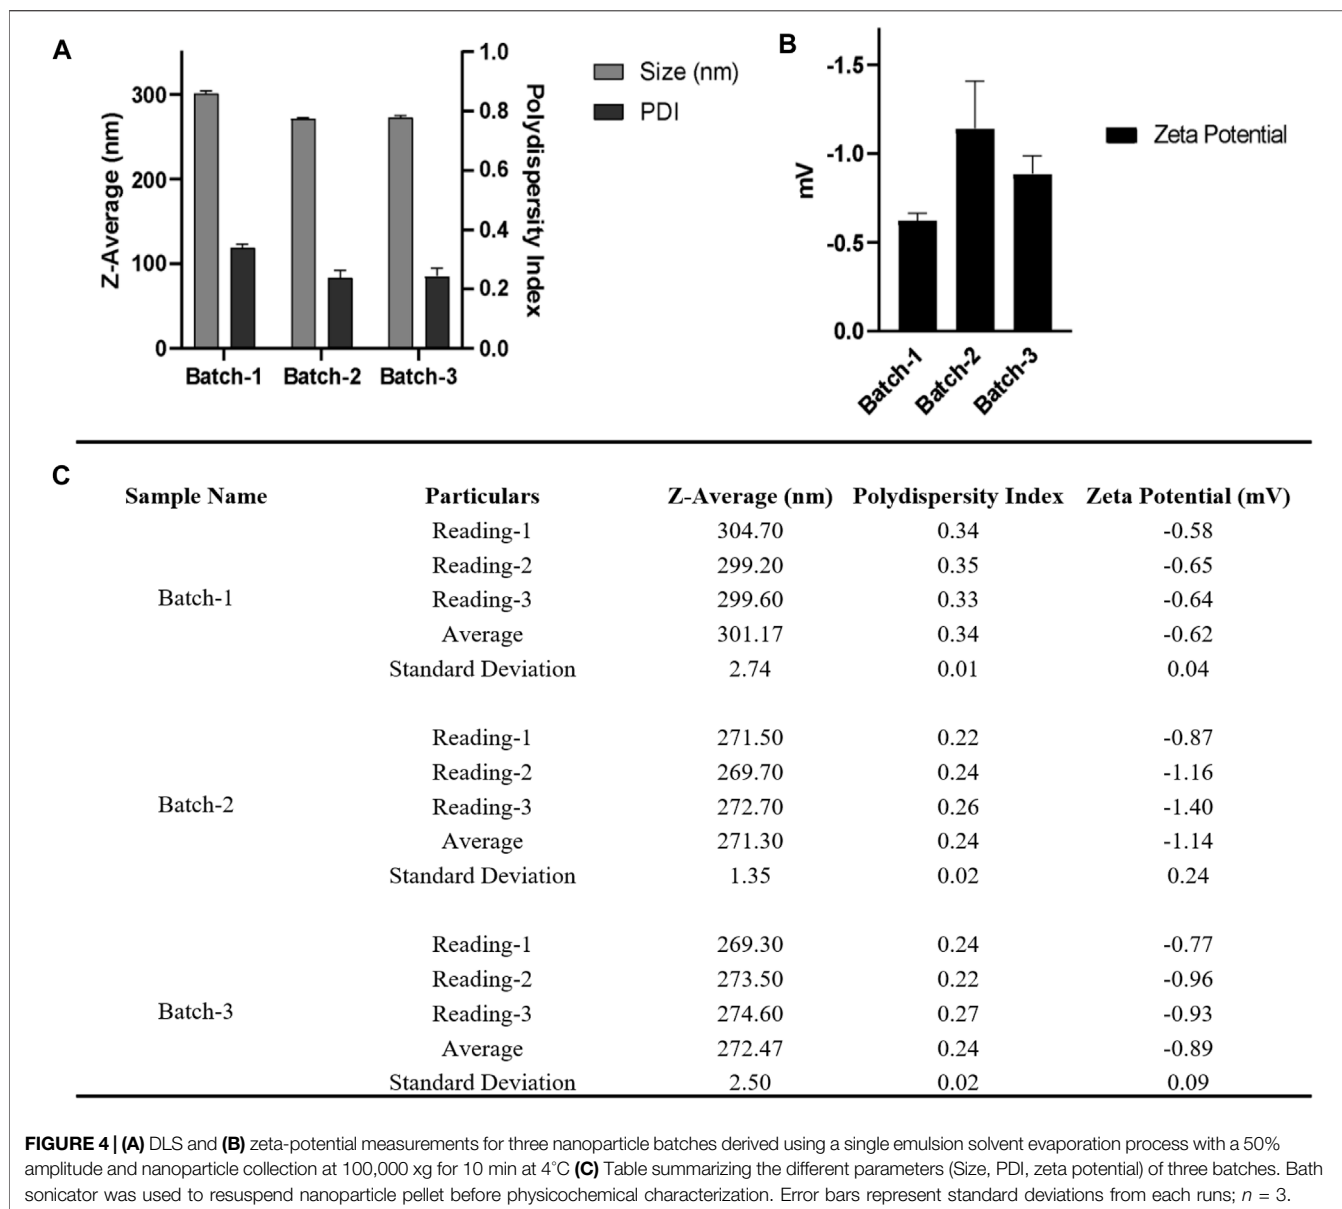 A
300
200
100
0
Z-Average (nm)
1.0
0.8
0.6
0.4
0.2
0.0
Polydispersity Index
Batch-1 Batch-2 Batch-3
Size (nm)
PDI
B
-1.5
-1.0
-0.5
0.0
mV
Batch-1
Batch-2
Batch-3
Zeta Potential
C
Sample Name Particulars Z-Average (nm) Polydispersity Index Zeta Potential (mV)
Reading-1 304.70 0.34 -0.58
Reading-2 299.20 0.35 -0.65
Batch-1 Reading-3 299.60 0.33 -0.64
Average 301.17 0.34 -0.62
Standard Deviation 2.74 0.01 0.04
Reading-1 271.50 0.22 -0.87
Reading-2 269.70 0.24 -1.16
Batch-2 Reading-3 272.70 0.26 -1.40
Average 271.30 0.24 -1.14
Standard Deviation 1.35 0.02 0.24
Reading-1 269.30 0.24 -0.77
Reading-2 273.50 0.22 -0.96
Batch-3 Reading-3 274.60 0.27 -0.93
Average 272.47 0.24 -0.89
Standard Deviation 2.50 0.02 0.09
FIGURE 4 | (A) DLS and (B) zeta-potential measurements for three nanoparticle batches derived using a single emulsion solvent evaporation process with a 50%
amplitude and nanoparticle collection at 100,000 xg for 10 min at 4°C (C) Table summarizing the different parameters (Size, PDI, zeta potential) of three batches. Bath
sonicator was used to resuspend nanoparticle pellet before physicochemical characterization. Error bars represent standard deviations from each runs; n = 3.